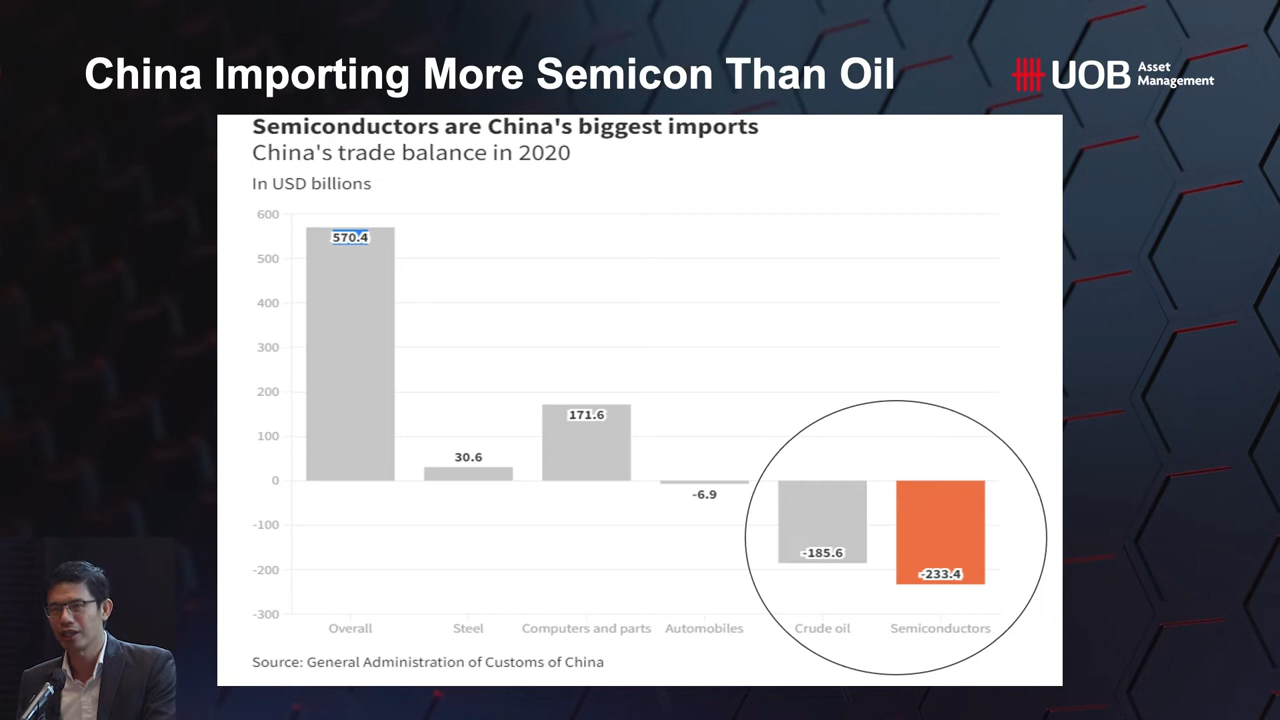 China Importing More Semicon Than Oil
UOB Asset Management
Semiconductors are China's biggest imports
China's trade balance in 2020
In USD billions
600
500
400
300
200
100
0
-100
-200
-300
570.4
30.6
171.6
-6.9
-185.6
-233.4
Overall Steel Computers and parts Automobiles Crude oil Semiconductors
Source: General Administration of Customs of China